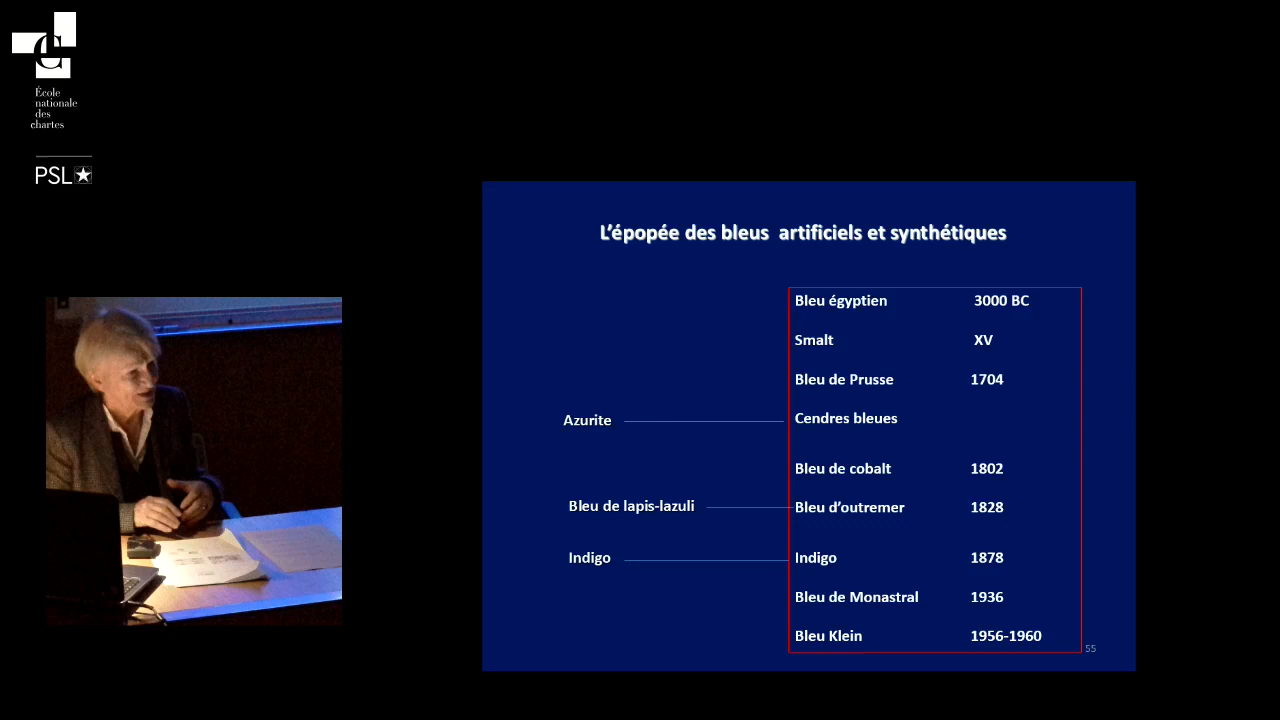 École
nationale
des
chartes
PSL
L'épopée des bleus artificiels et synthétiques
Bleu égyptien 3000 BC
Smalt XV
Bleu de Prusse 1704
Azurite Cendres bleues
Bleu de cobalt 1802
Bleu de lapis-lazuli Bleu d'outremer 1828
Indigo Indigo 1878
Bleu de Monastral 1936
Bleu Klein 1956-1960
55